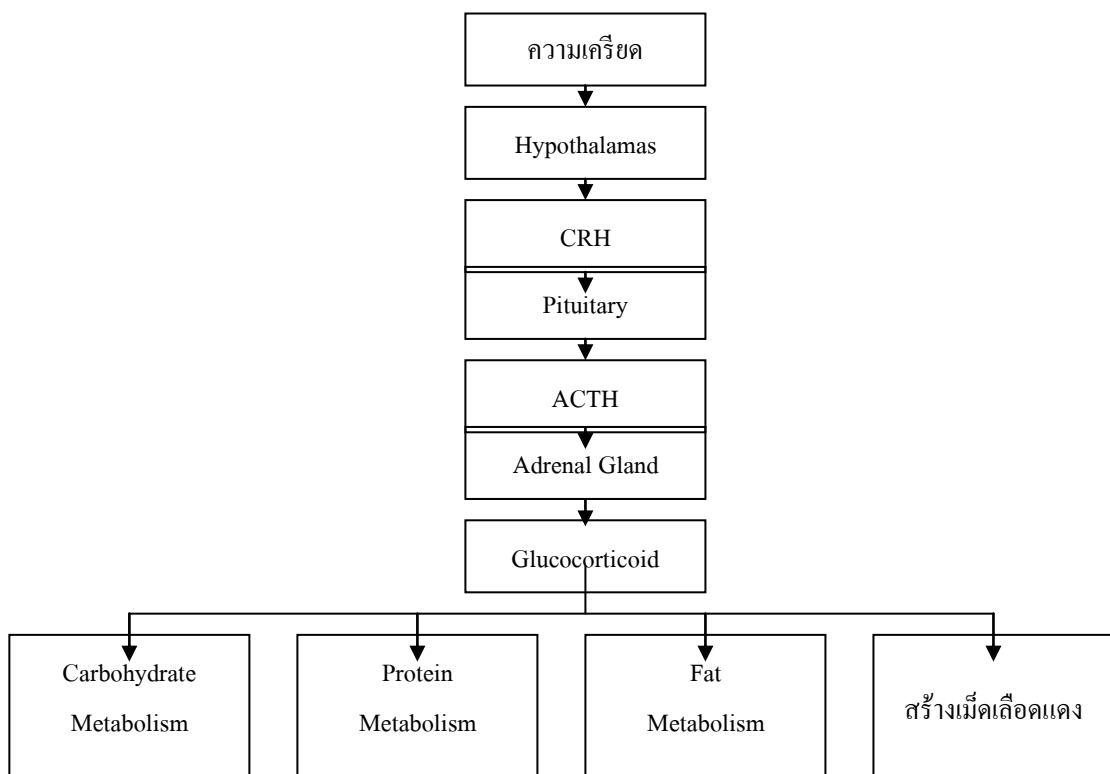 ความเครียด
Hypothalamas
CRH
Pituitary
ACTH
Adrenal Gland
Glucocorticoid
Carbohydrate
Metabolism
Protein
Metabolism
Fat
Metabolism
สร้างเม็ดเลือดแดง